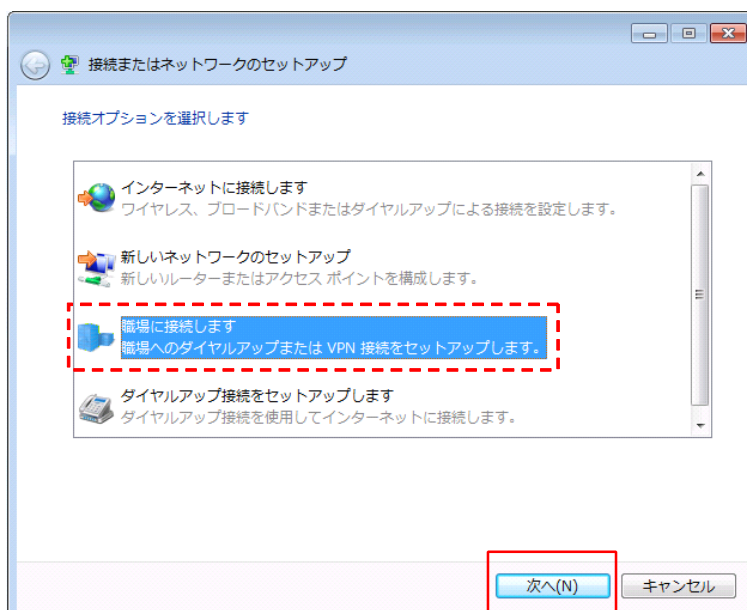 接続またはネットワークのセットアップ
接続オプションを選択します
インターネットに接続します
ワイヤレス、ブロードバンドまたはダイヤルアップによる接続を設定します。
新しいネットワークのセットアップ
新しいルーターまたはアクセス ポイントを構成します。
職場に接続します
職場へのダイヤルアップまたは VPN 接続をセットアップします。
ダイヤルアップ接続をセットアップします
ダイヤルアップ接続を使用してインターネットに接続します。
次へ(N)
キャンセル